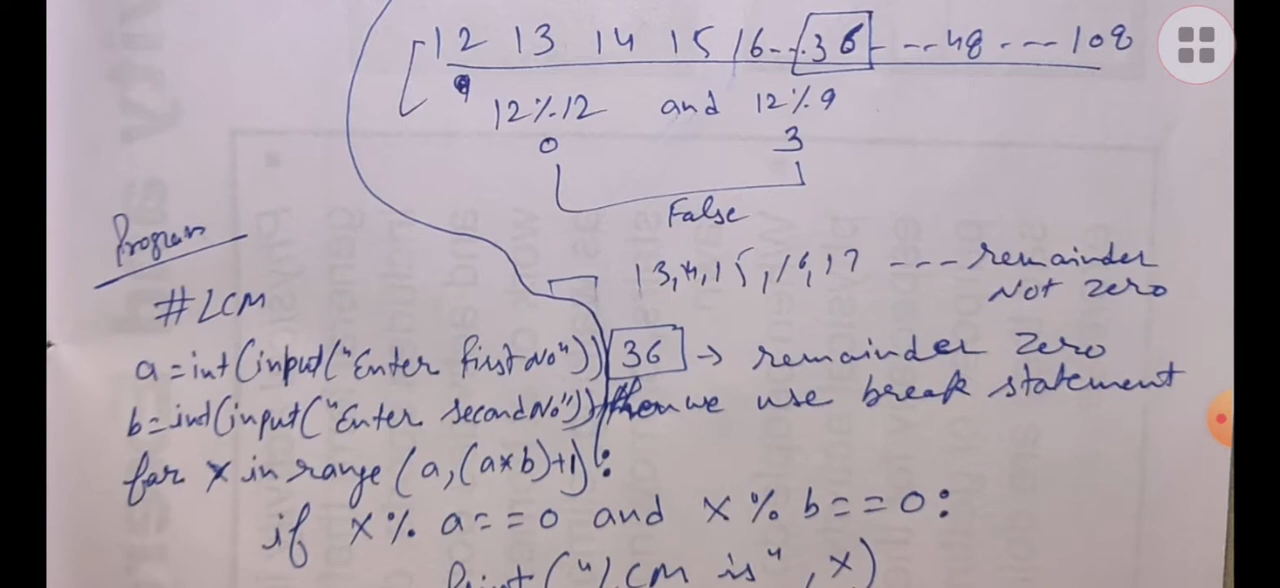 12 13 14 15 16--.36- --48 --- 108
9
12%12 and 12%9
0 3
False
Program
13,14,15,16,17 --- remainder
Not zero
#LCM
a=int(input("Enter First No")) 36 → remainder zero
b=int(input("Enter second No")) then we use break statement
for x in range (a,(a×b)+1):
if x% a==0 and x% b==0:
Print ("LCM is", x)